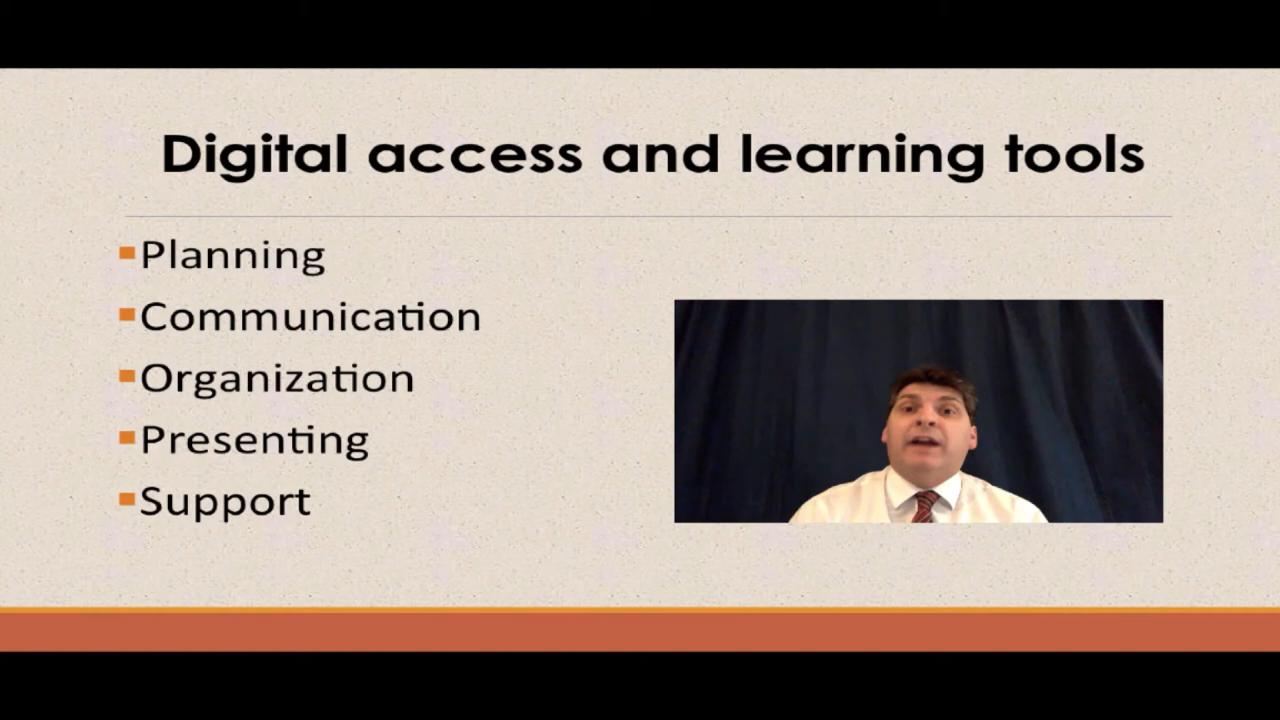 Digital access and learning tools
Planning
Communication
Organization
Presenting
Support